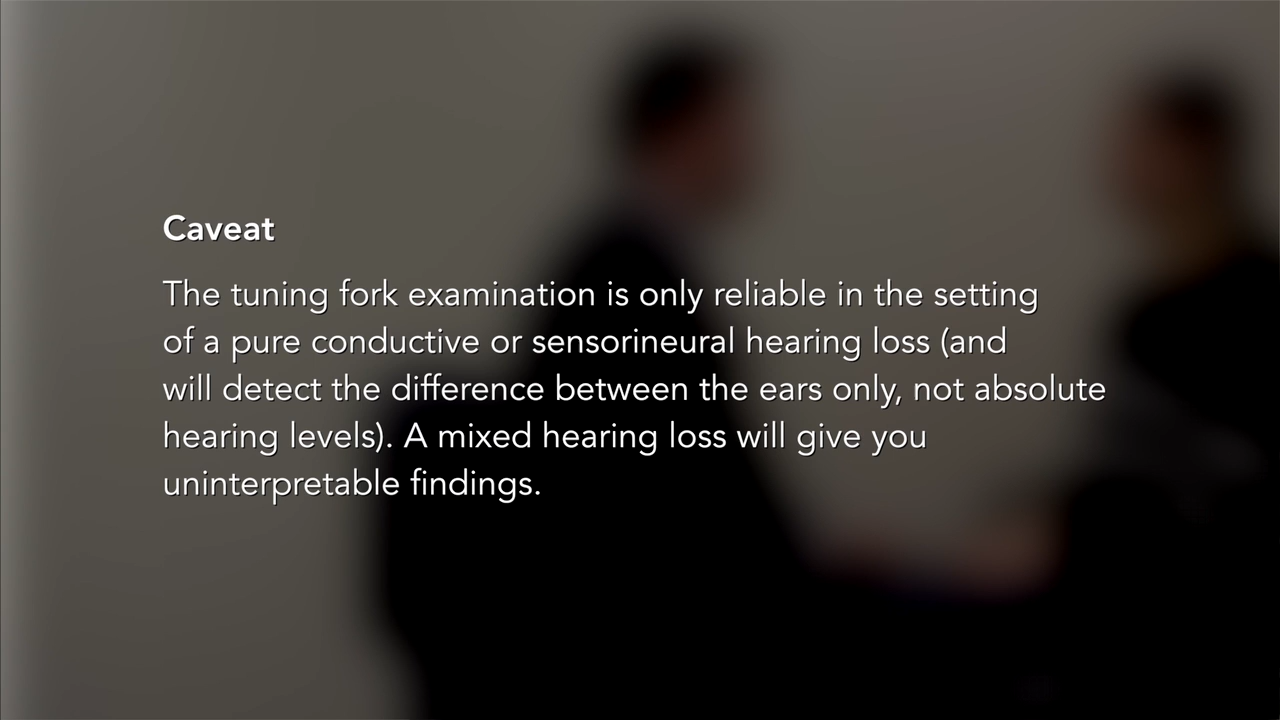 Caveat
The tuning fork examination is only reliable in the setting
of a pure conductive or sensorineural hearing loss (and
will detect the difference between the ears only, not absolute
hearing levels). A mixed hearing loss will give you
uninterpretable findings.